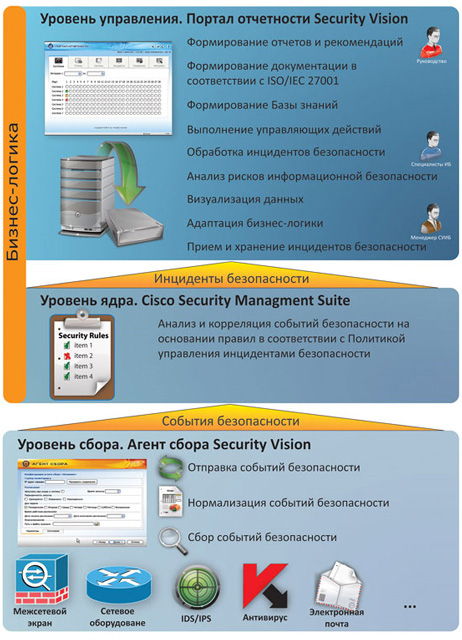 Уровень управления. Портал отчетности Security Vision
Формирование отчетов и рекомендаций
Руководство
Формирование документации в
соответствии с ISO/IEC 27001
Формирование Базы знаний
Выполнение управляющих действий
Обработка инцидентов безопасности
Специалисты ИБ
Анализ рисков информационной безопасности
Визуализация данных
Адаптация бизнес-логики
Менеджер СУИБ
Прием и хранение инцидентов безопасности
Бизнес-логика
Инциденты безопасности
Уровень ядра. Cisco Security Managment Suite
Security Rules
item 1
item 2
item 3
item 4
Анализ и корреляция событий безопасности на
основании правил в соответствии с Политикой
управления инцидентами безопасности
События безопасности
Уровень сбора. Агент сбора Security Vision
АГЕНТ СБОРА
Отправка событий безопасности
Нормализация событий безопасности
Сбор событий безопасности
Межсетевой
экран
Сетевое
оборудоване
IDS/IPS
Антивирус
Электронная
почта
...